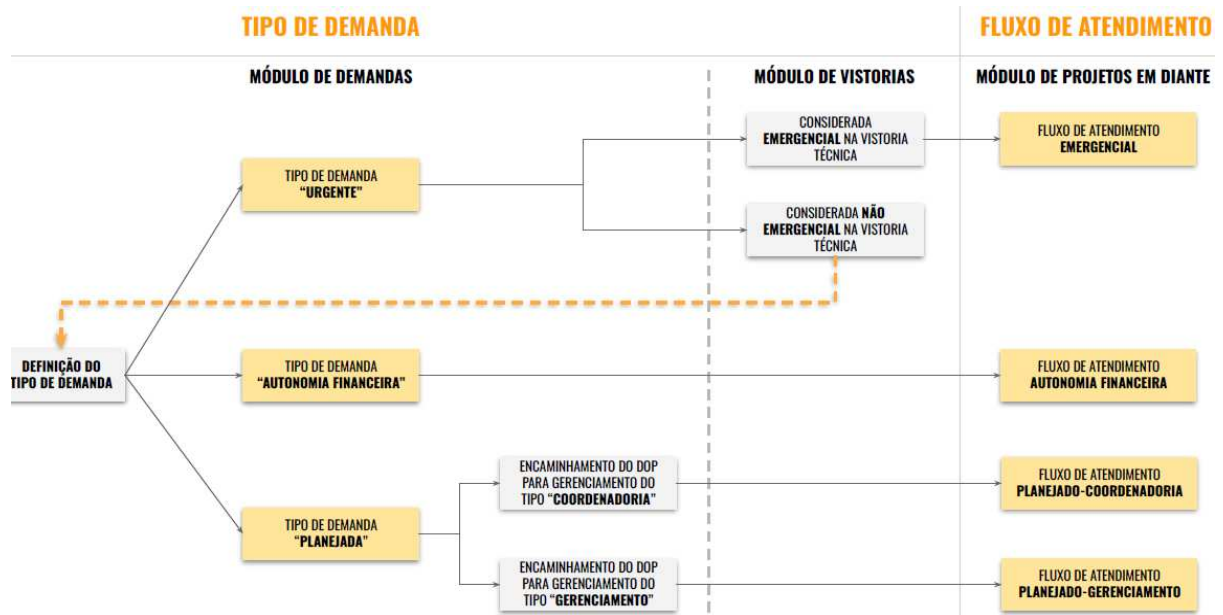 TIPO DE DEMANDA
FLUXO DE ATENDIMENTO
MÓDULO DE DEMANDAS
MÓDULO DE VISTORIAS
MÓDULO DE PROJETOS EM DIANTE
CONSIDERADA
EMERGENCIAL NA VISTORIA
TÉCNICA
FLUXO DE ATENDIMENTO
EMERGENCIAL
TIPO DE DEMANDA
“URGENTE”
CONSIDERADA NÃO
EMERGENCIAL NA VISTORIA
TÉCNICA
DEFINIÇÃO DO
TIPO DE DEMANDA
TIPO DE DEMANDA
“AUTONOMIA FINANCEIRA”
FLUXO DE ATENDIMENTO
AUTONOMIA FINANCEIRA
ENCAMINHAMENTO DO DOP
PARA GERENCIAMENTO DO
TIPO “COORDENADORIA”
FLUXO DE ATENDIMENTO
PLANEJADO-COORDENADORIA
TIPO DE DEMANDA
“PLANEJADA”
ENCAMINHAMENTO DO DOP
PARA GERENCIAMENTO DO
TIPO “GERENCIAMENTO”
FLUXO DE ATENDIMENTO
PLANEJADO-GERENCIAMENTO